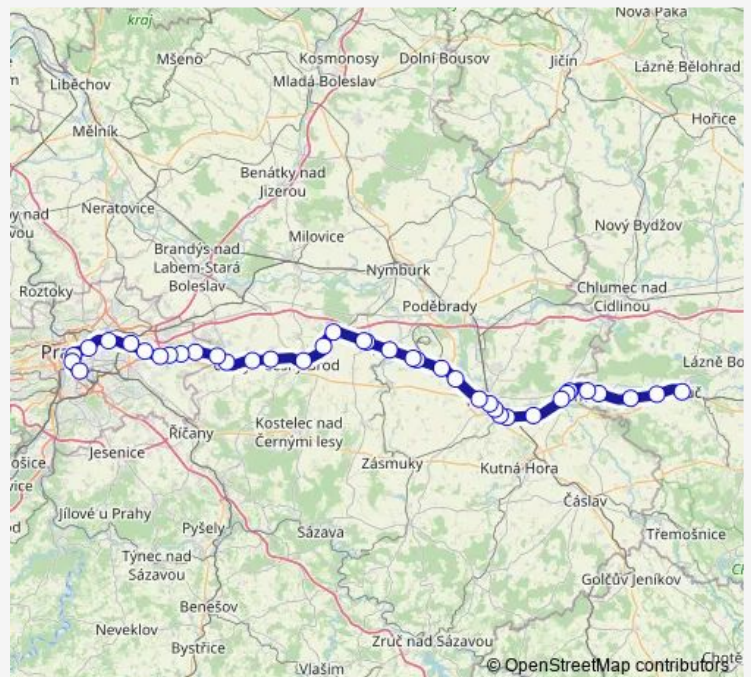 Nová Paka
kraj
Mšeno
Kosmonosy
Dolní Bousov
Jičín
Lázně Bělohrad
Liběchov
Mladá Boleslav
Hořice
Mělník
Benátky nad
Jizerou
Neratovice
Milovice
Nový Bydžov
Brandýs nad
Labem-Stará
Boleslav
Nymburk
Roztoky
Poděbrady
Chlumec nad
Cidlinou
Lázně Bo
Říčany
Kostelec nad
Černými lesy
Jesenice
Zásmuky
Kutná Hora
Čáslav
Jílové u Prahy
Pyšely
Sázava
Třemošnice
Týnec nad
Sázavou
Golčův Jeníkov
Benešov
Neveklov
Bystřice
Zruč nad Sázavou
Vlašim
© OpenStreetMap contributors